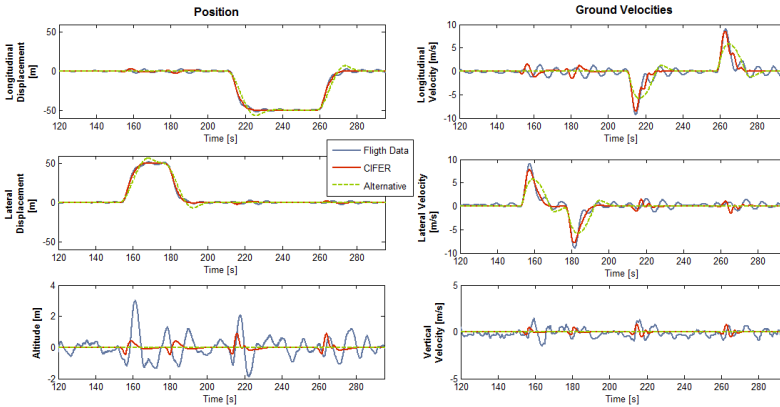 Position
Ground Velocities
Longitudinal
Displacement
[m]
50
0
-50
120 140 160 180 200 220 240 260 280
Time [s]
Longitudinal
Velocity [m/s]
10
5
0
-5
-10
120 140 160 180 200 220 240 260 280
Time [s]
Fligth Data
CIFER
Alternative
Lateral
Displacement
[m]
50
0
-50
120 140 160 180 200 220 240 260 280
Time [s]
Lateral Velocity
[m/s]
10
5
0
-5
-10
120 140 160 180 200 220 240 260 280
Time [s]
Altitude [m]
4
2
0
-2
120 140 160 180 200 220 240 260 280
Time [s]
Vertical
Velocity [m/s]
5
0
5
120 140 160 180 200 220 240 260 280
Time [s]